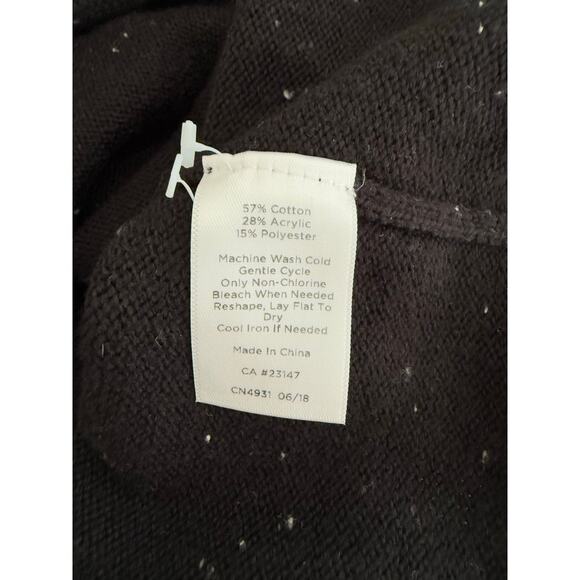 57% Cotton
28% Acrylic
15% Polyester
Machine Wash Cold
Gentle Cycle
Only Non-Chlorine
Bleach When Needed
Reshape, Lay Flat To
Dry
Cool Iron If Needed
Made In China
CA #23147
CN4931 06/18